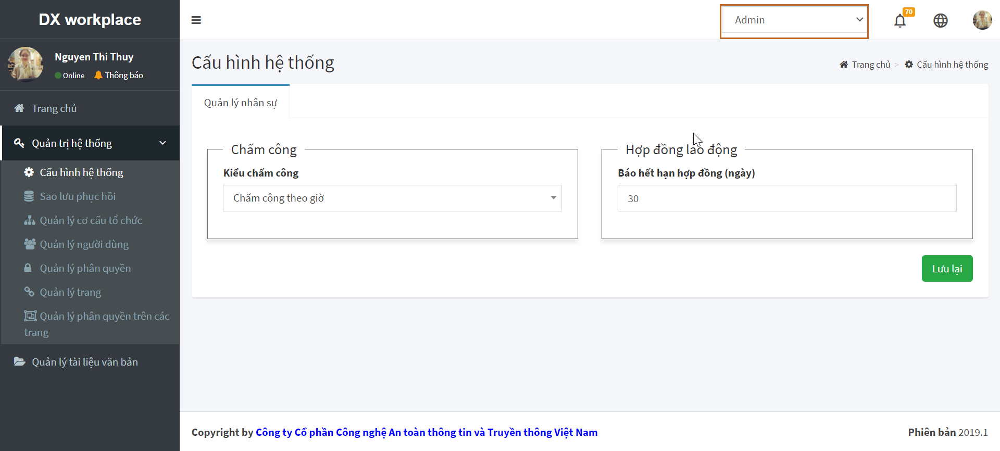 DX workplace
Nguyen Thi Thuy
Online
Thông báo
Trang chủ
Quản trị hệ thống
Cấu hình hệ thống
Sao lưu phục hồi
Quản lý cơ cấu tổ chức
Quản lý người dùng
Quản lý phân quyền
Quản lý trang
Quản lý phân quyền trên các
trang
Quản lý tài liệu văn bản
Admin
70
Cấu hình hệ thống
Trang chủ > Cấu hình hệ thống
Quản lý nhân sự
Chấm công
Kiểu chấm công
Chấm công theo giờ
Hợp đồng lao động
Báo hết hạn hợp đồng (ngày)
30
Lưu lại
Copyright by Công ty Cổ phần Công nghệ An toàn thông tin và Truyền thông Việt Nam
Phiên bản 2019.1